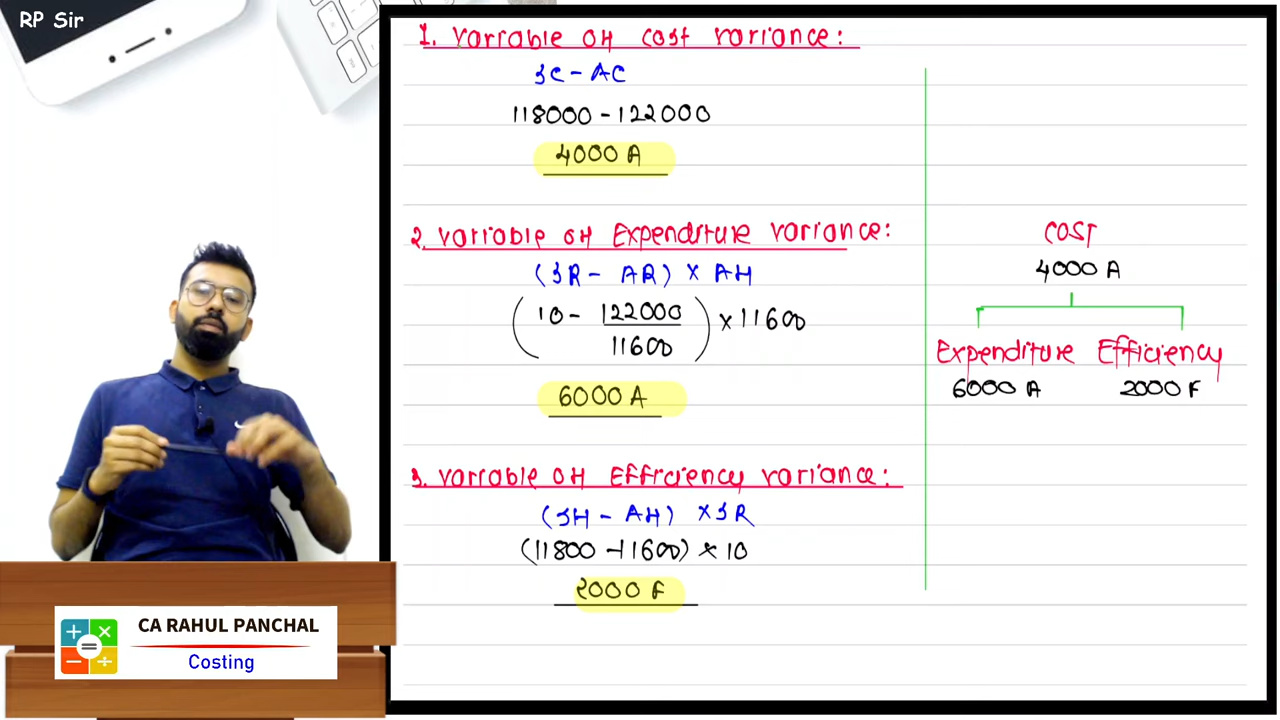 RP Sir
1. Variable OH Cost Variance:
SC - AC
118000 - 122000
4000 A
2. Variable OH Expenditure Variance:
(SR - AR) × AH
(10 - 122000/11600) × 11600
6000 A
3. Variable OH Efficiency Variance:
(SH - AH) × SR
(11800 - 11600) × 10
2000 F
COST
4000 A
Expenditure Efficiency
6000 A 2000 F
CA RAHUL PANCHAL
Costing